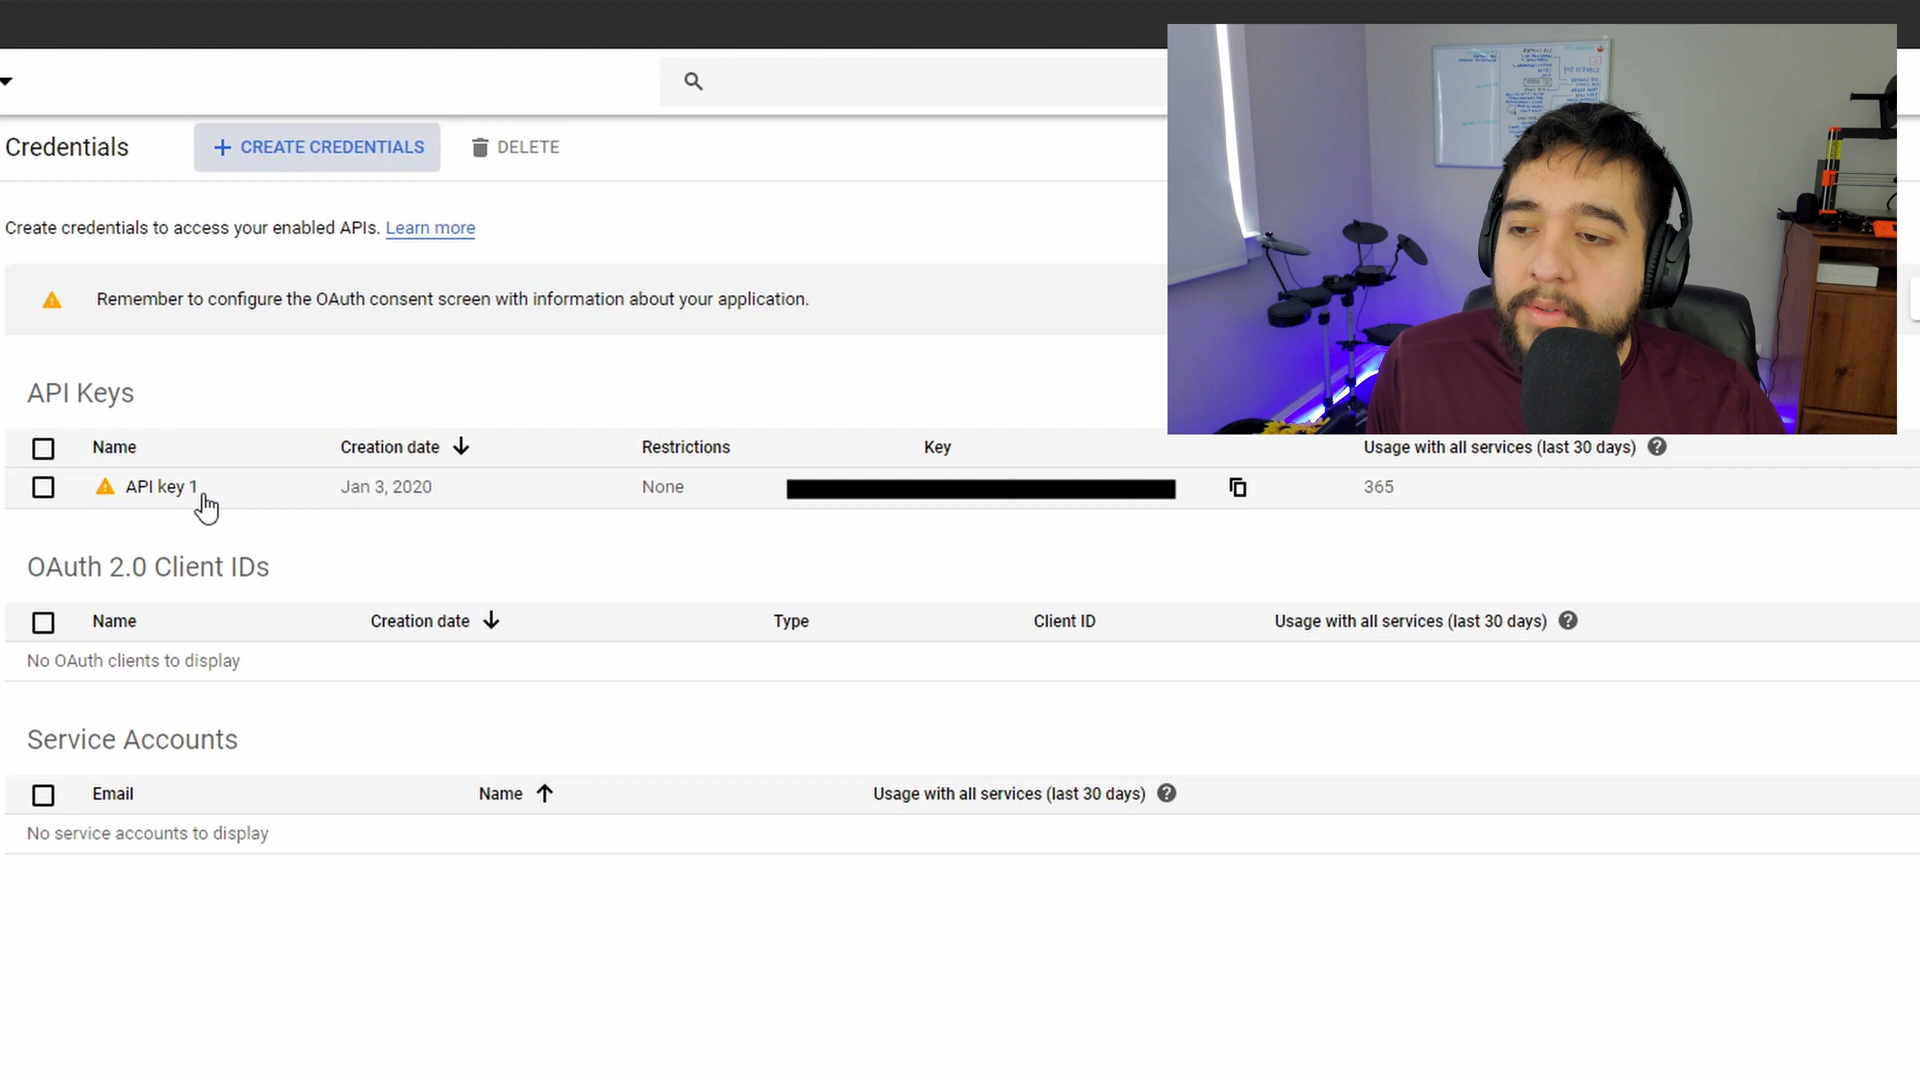 Credentials
CREATE CREDENTIALS
DELETE
Create credentials to access your enabled APIs. Learn more
Remember to configure the OAuth consent screen with information about your application.
API Keys
Name Creation date Restrictions Key Usage with all services (last 30 days)
API key 1 Jan 3, 2020 None 365
OAuth 2.0 Client IDs
Name Creation date Type Client ID Usage with all services (last 30 days)
No OAuth clients to display
Service Accounts
Email Name Usage with all services (last 30 days)
No service accounts to display